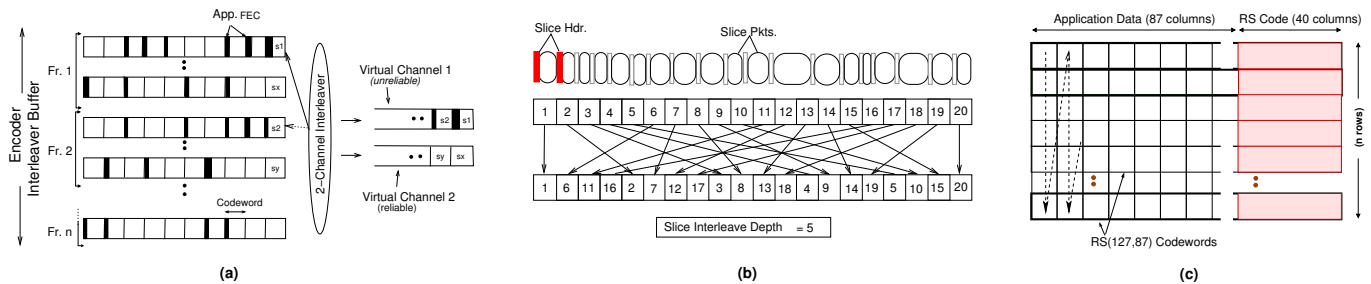 App. FEC
Encoder
Interleaver Buffer
Fr. 1
s1
sx
Fr. 2
s2
sy
Fr. n
Codeword
2-Channel Interleaver
Virtual Channel 1
(unreliable)
s2 s1
sy sx
Virtual Channel 2
(reliable)
(a)
Slice Hdr.
Slice Pkts.
1 2 3 4 5 6 7 8 9 10 11 12 13 14 15 16 17 18 19 20
1 6 11 16 2 7 12 17 3 8 13 18 4 9 14 19 5 10 15 20
Slice Interleave Depth = 5
(b)
Application Data (87 columns)
RS Code (40 columns)
(n rows)
RS(127,87) Codewords
(c)